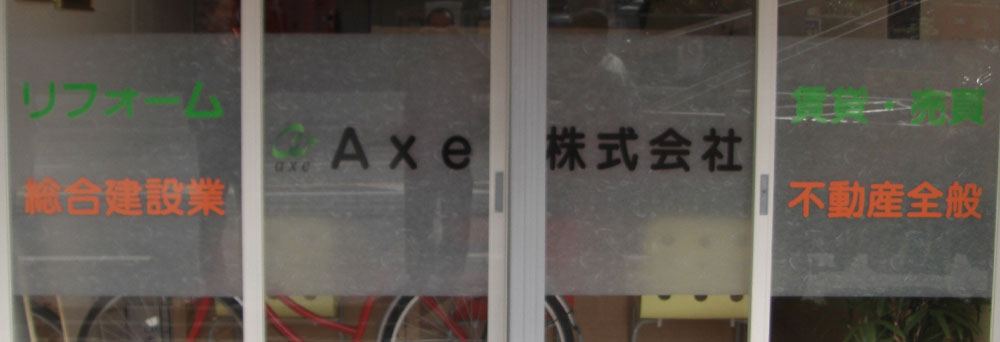 リフォーム
総合建設業
axe
Axe 株式会社
賃貸・売買
不動産全般